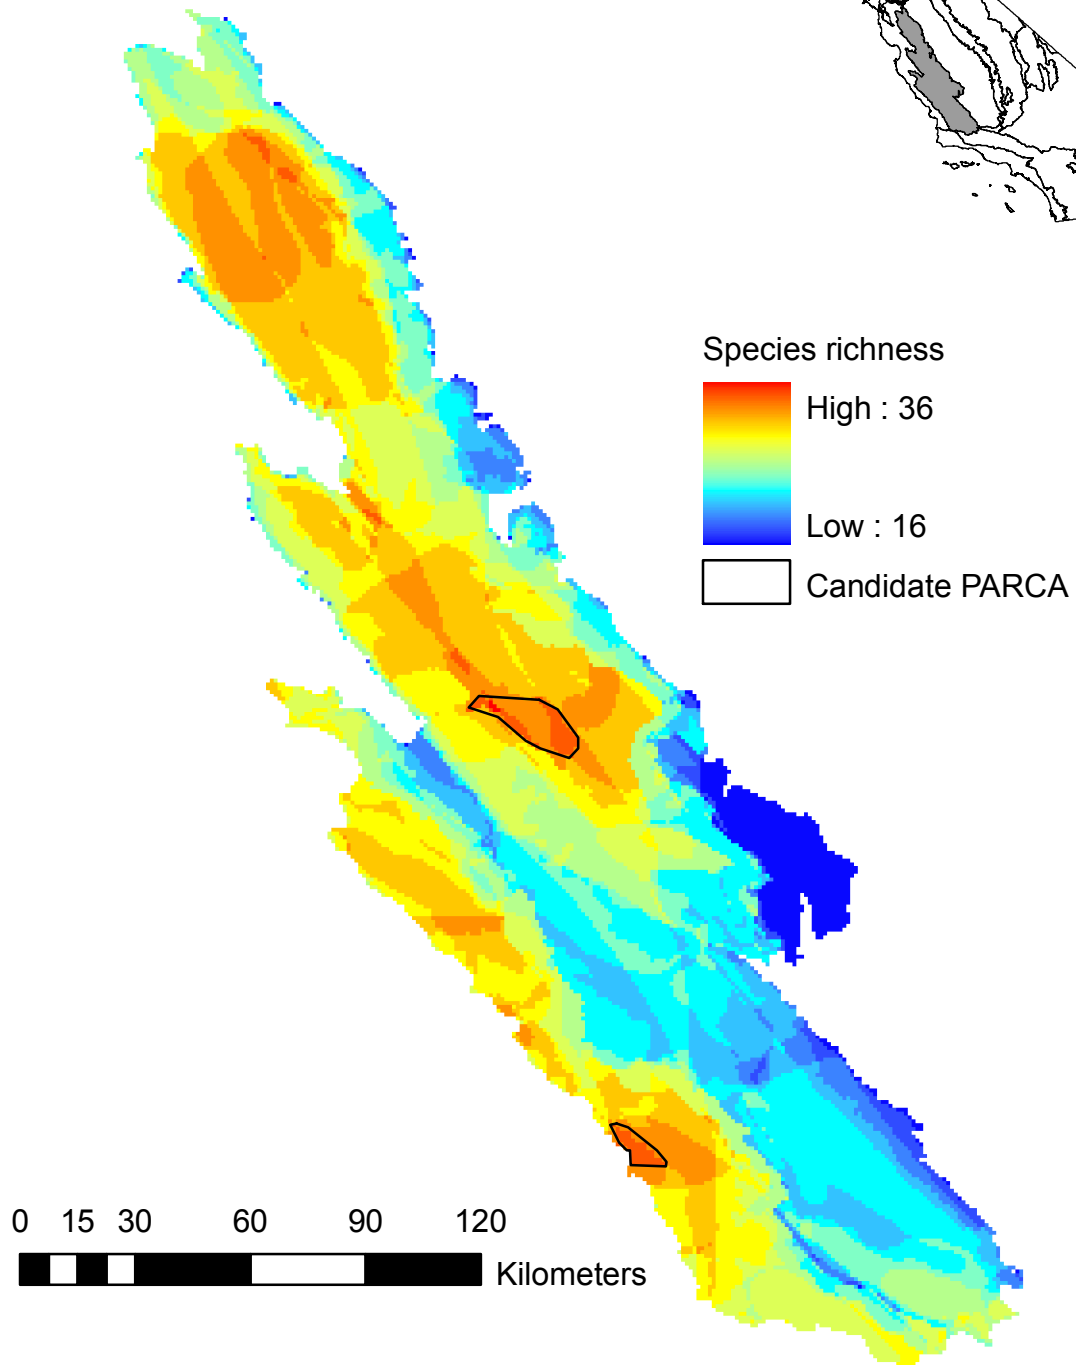 Species richness
High : 36
Low : 16
Candidate PARCA
0 15 30 60 90 120
Kilometers